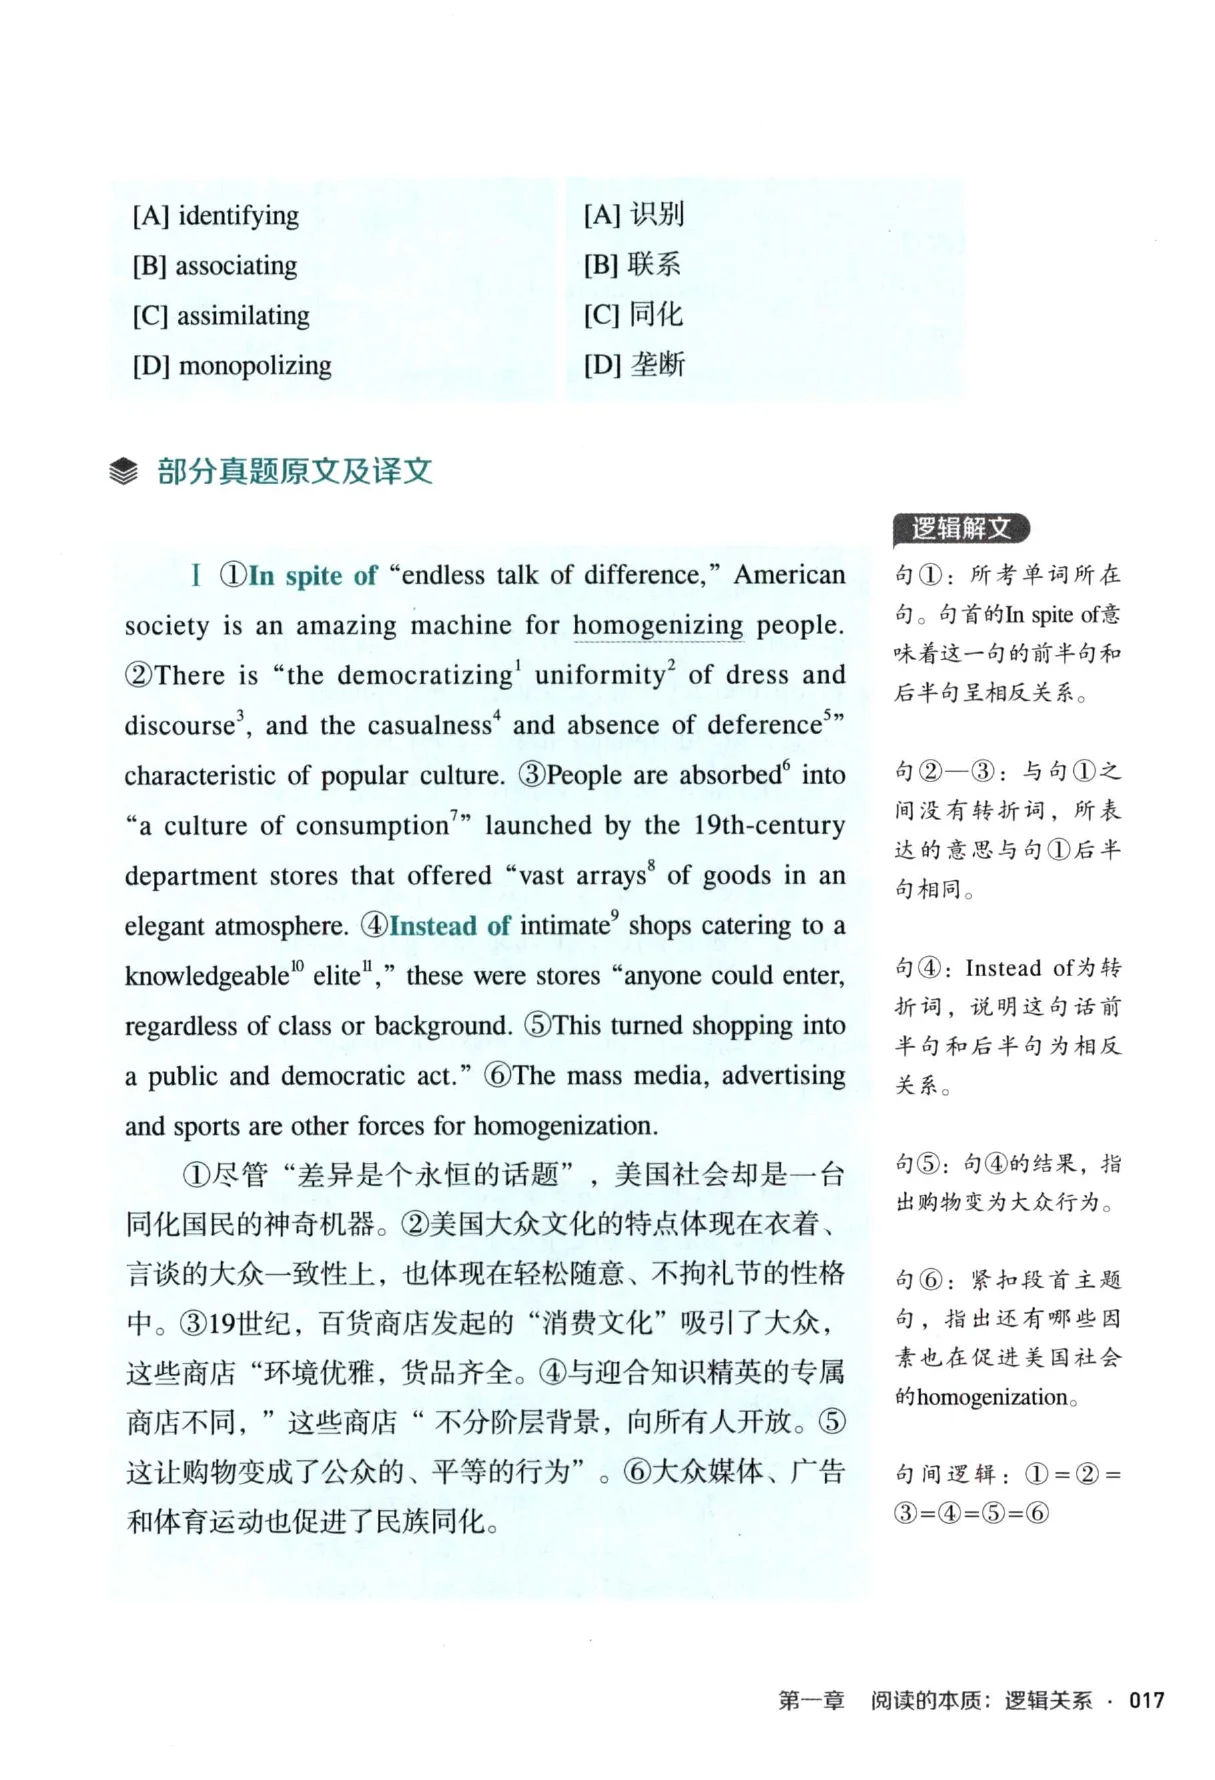 [A] identifying
[B] associating
[C] assimilating
[D] monopolizing
[A] 识别
[B] 联系
[C] 同化
[D] 垄断
部分真题原文及译文
Ⅰ ①In spite of “endless talk of difference,” American
society is an amazing machine for homogenizing people.
②There is “the democratizing¹ uniformity² of dress and
discourse³, and the casualness⁴ and absence of deference⁵”
characteristic of popular culture. ③People are absorbed⁶ into
“a culture of consumption⁷” launched by the 19th-century
department stores that offered “vast arrays⁸ of goods in an
elegant atmosphere. ④Instead of intimate⁹ shops catering to a
knowledgeable¹⁰ elite¹¹,” these were stores “anyone could enter,
regardless of class or background. ⑤This turned shopping into
a public and democratic act.” ⑥The mass media, advertising
and sports are other forces for homogenization.
①尽管“差异是个永恒的话题”，美国社会却是一台
同化国民的神奇机器。②美国大众文化的特点体现在衣着、
言谈的大众一致性上，也体现在轻松随意、不拘礼节的性格
中。③19世纪，百货商店发起的“消费文化”吸引了大众，
这些商店“环境优雅，货品齐全。④与迎合知识精英的专属
商店不同，”这些商店“不分阶层背景，向所有人开放。⑤
这让购物变成了公众的、平等的行为”。⑥大众媒体、广告
和体育运动也促进了民族同化。
逻辑解文
句①：所考单词所在
句。句首的In spite of意
味着这一句的前半句和
后半句呈相反关系。
句②—③：与句①之
间没有转折词，所表
达的意思与句①后半
句相同。
句④：Instead of为转
折词，说明这句话前
半句和后半句为相反
关系。
句⑤：句④的结果，指
出购物变为大众行为。
句⑥：紧扣段首主题
句，指出还有哪些因
素也在促进美国社会
的homogenization。
句间逻辑：①=②=
③=④=⑤=⑥
第一章 阅读的本质：逻辑关系 · 017